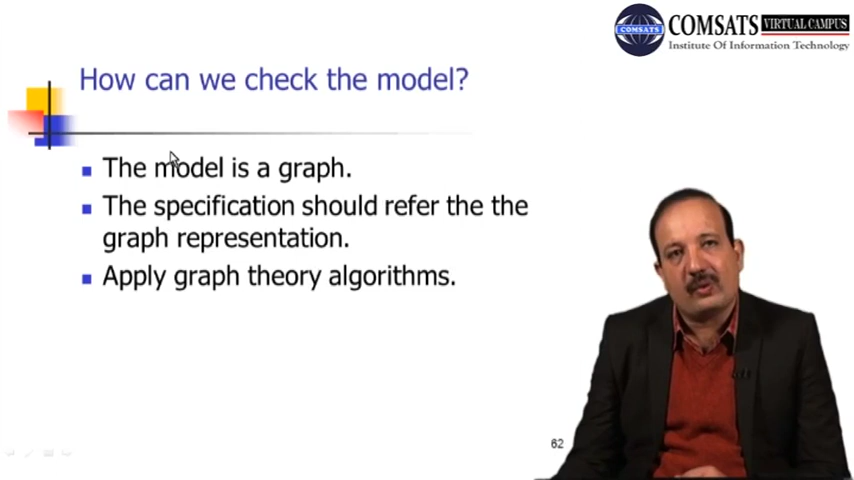 COMSATS VIRTUAL CAMPUS
COMSATS
Institute Of Information Technology
How can we check the model?
The model is a graph.
The specification should refer the the
graph representation.
Apply graph theory algorithms.
62